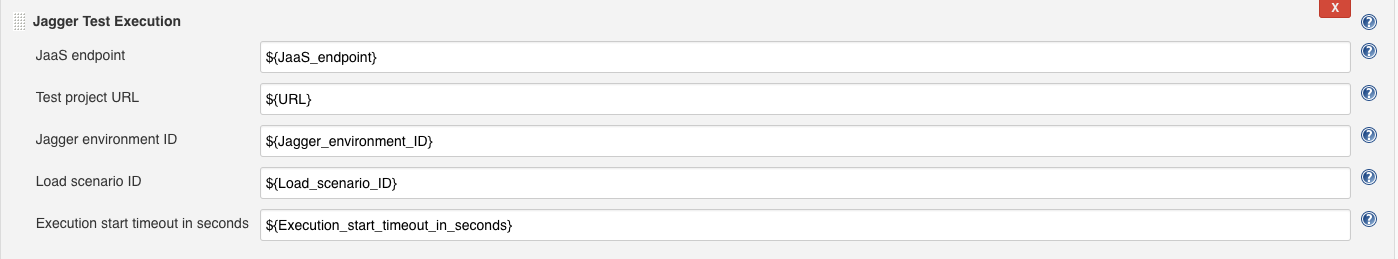 Jagger Test Execution
X
JaaS endpoint
${JaaS_endpoint}
Test project URL
${URL}
Jagger environment ID
${Jagger_environment_ID}
Load scenario ID
${Load_scenario_ID}
Execution start timeout in seconds
${Execution_start_timeout_in_seconds}